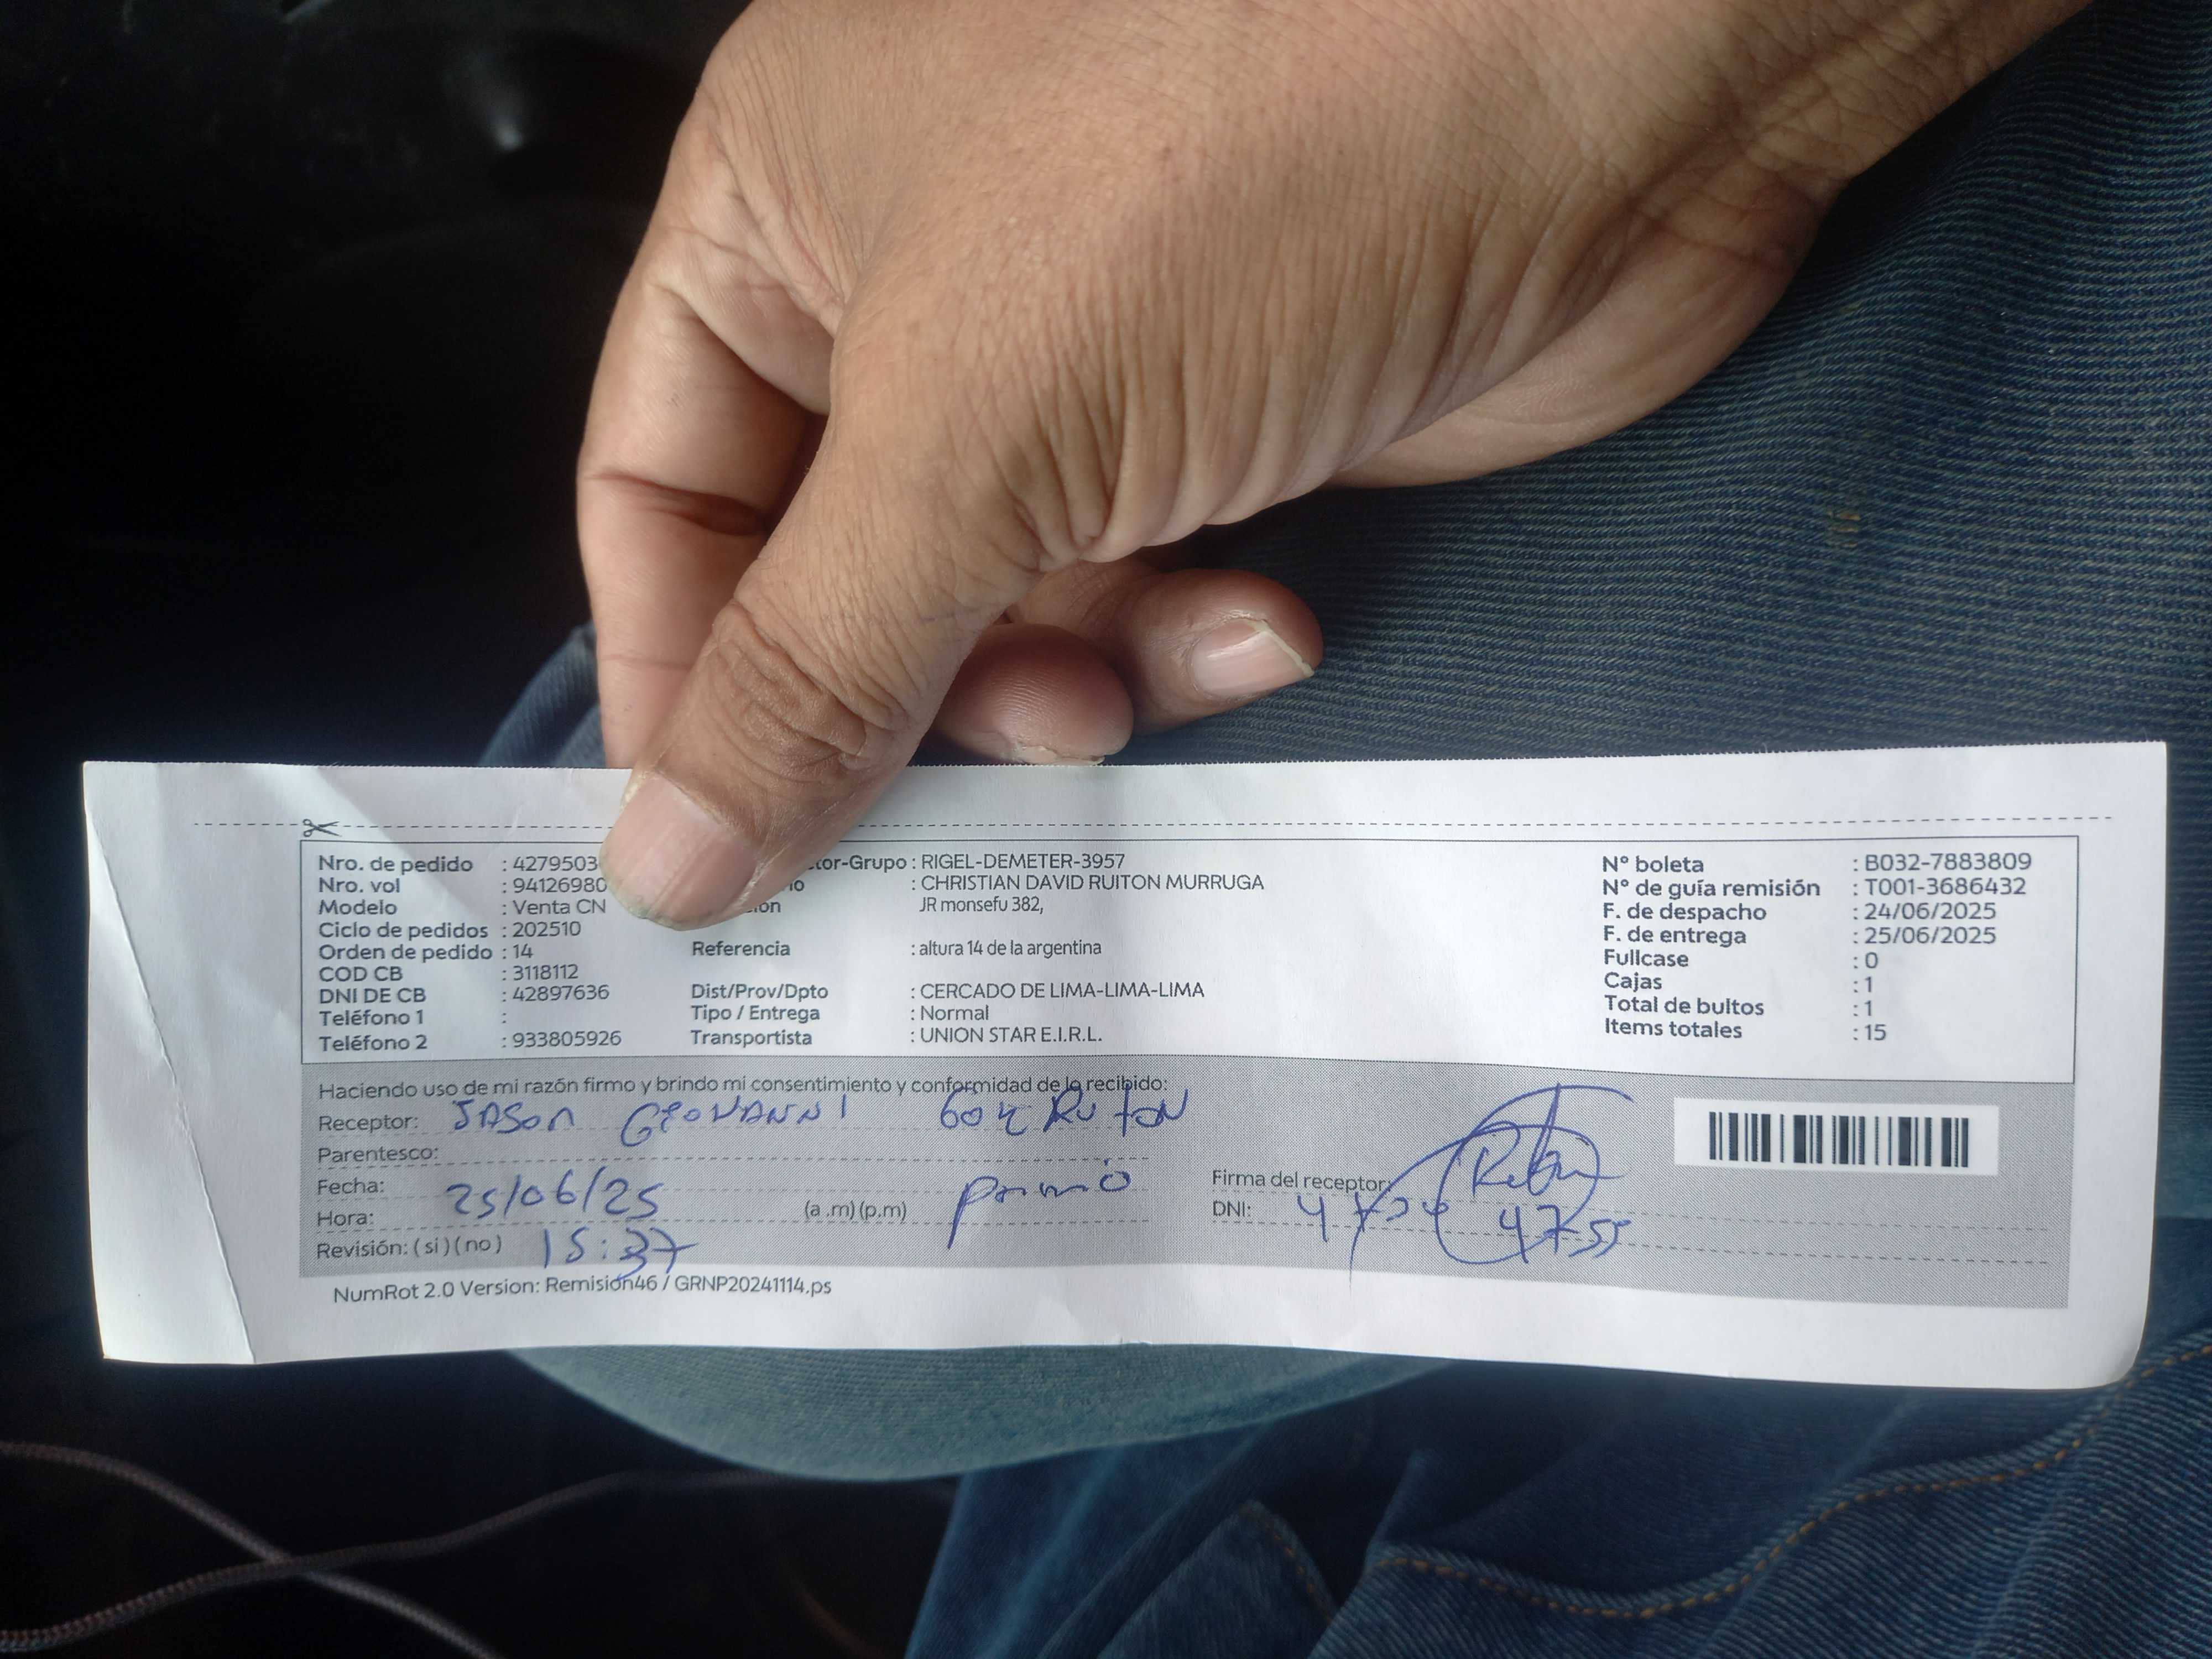 Nro. de pedido : 4279503
Nro. vol : 94126980
Modelo : Venta CN
Ciclo de pedidos : 202510
Orden de pedido : 14
COD CB : 3118112
DNI DE CB : 42897636
Teléfono 1 :
Teléfono 2 : 933805926
tor-Grupo : RIGEL-DEMETER-3957
: CHRISTIAN DAVID RUITON MURRUGA
JR monsefu 382,
Referencia : altura 14 de la argentina
Dist/Prov/Dpto : CERCADO DE LIMA-LIMA-LIMA
Tipo / Entrega : Normal
Transportista : UNION STAR E.I.R.L.
N° boleta : B032-7883809
N° de guía remisión : T001-3686432
F. de despacho : 24/06/2025
F. de entrega : 25/06/2025
Fullcase : 0
Cajas : 1
Total de bultos : 1
Items totales : 15
Haciendo uso de mi razón firmo y brindo mi consentimiento y conformidad de lo recibido:
Receptor: JASON GEOVANNI
Parentesco:
Fecha: 25/06/25
Hora: (a .m) (p.m)
Revisión: ( si ) ( no ) 15:37
Firma del receptor:
DNI:
NumRot 2.0 Version: Remisión46 / GRNP20241114.ps